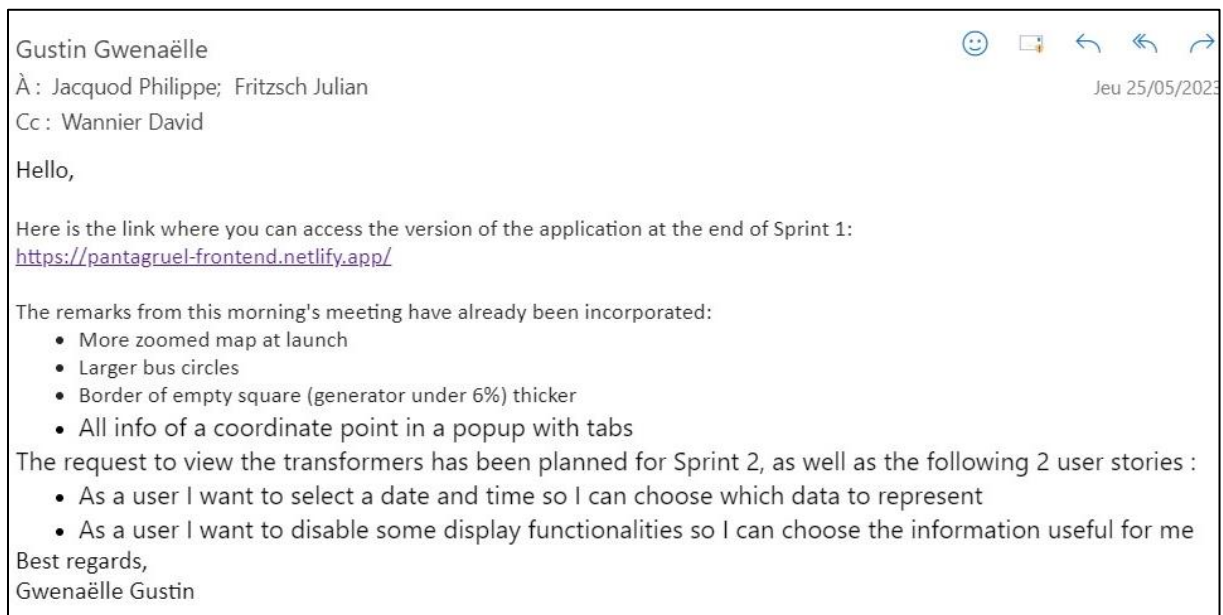 Gustin Gwenaëlle
À : Jacquod Philippe; Fritzsch Julian
Jeu 25/05/2023
Cc : Wannier David
Hello,
Here is the link where you can access the version of the application at the end of Sprint 1:
https://pantagruel-frontend.netlify.app/
The remarks from this morning's meeting have already been incorporated:
• More zoomed map at launch
• Larger bus circles
• Border of empty square (generator under 6%) thicker
• All info of a coordinate point in a popup with tabs
The request to view the transformers has been planned for Sprint 2, as well as the following 2 user stories :
• As a user I want to select a date and time so I can choose which data to represent
• As a user I want to disable some display functionalities so I can choose the information useful for me
Best regards,
Gwenaëlle Gustin